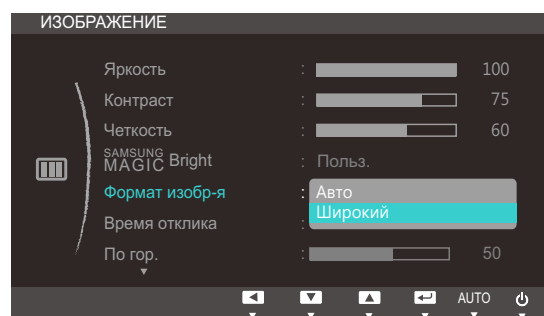 ИЗОБРАЖЕНИЕ
Яркость : 100
Контраст : 75
Четкость : 60
SAMSUNG MAGIC Bright : Польз.
Формат изобр-я : Авто
Широкий
Время отклика :
По гор. : 50
AUTO